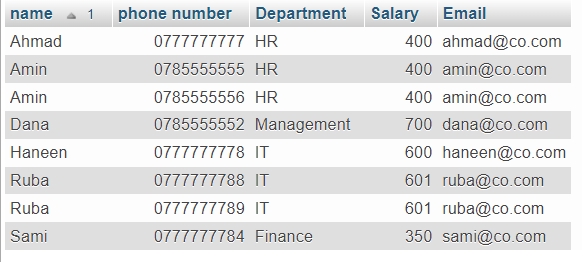 name 1 phone number Department Salary Email
Ahmad 0777777777 HR 400 ahmad@co.com
Amin 0785555555 HR 400 amin@co.com
Amin 0785555556 HR 400 amin@co.com
Dana 0785555552 Management 700 dana@co.com
Haneen 0777777778 IT 600 haneen@co.com
Ruba 0777777788 IT 601 ruba@co.com
Ruba 0777777789 IT 601 ruba@co.com
Sami 0777777784 Finance 350 sami@co.com